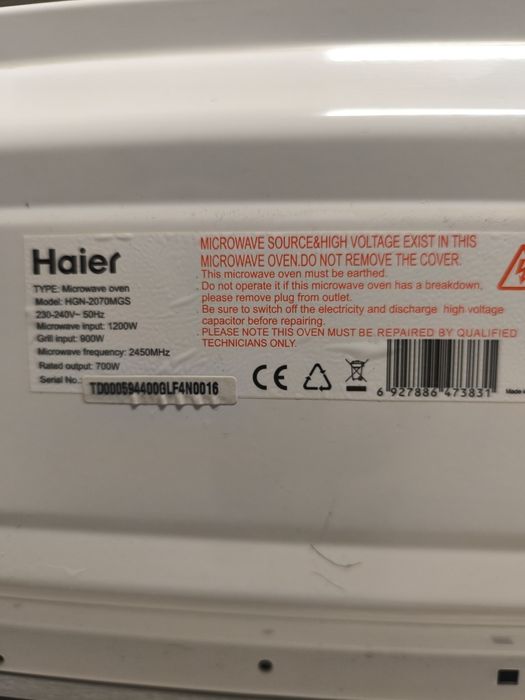 Haier
TYPE: Microwave oven
Model: HGN-2070MGS
230-240V~ 50Hz
Microwave input: 1200W
Grill input: 900W
Microwave frequency: 2450MHz
Rated output: 700W
Serial No.:
TD000594400GLF4N0016
MICROWAVE SOURCE&HIGH VOLTAGE EXIST IN THIS
MICROWAVE OVEN.DO NOT REMOVE THE COVER.
. This microwave oven must be earthed.
. Do not operate it if this microwave oven has a breakdown,
please remove plug from outlet.
. Be sure to switch off the electricity and discharge high voltage
capacitor before repairing.
. PLEASE NOTE THIS OVEN MUST BE REPAIRED BY QUALIFIED
TECHNICIANS ONLY.
CE
6 927886 473831
Made in